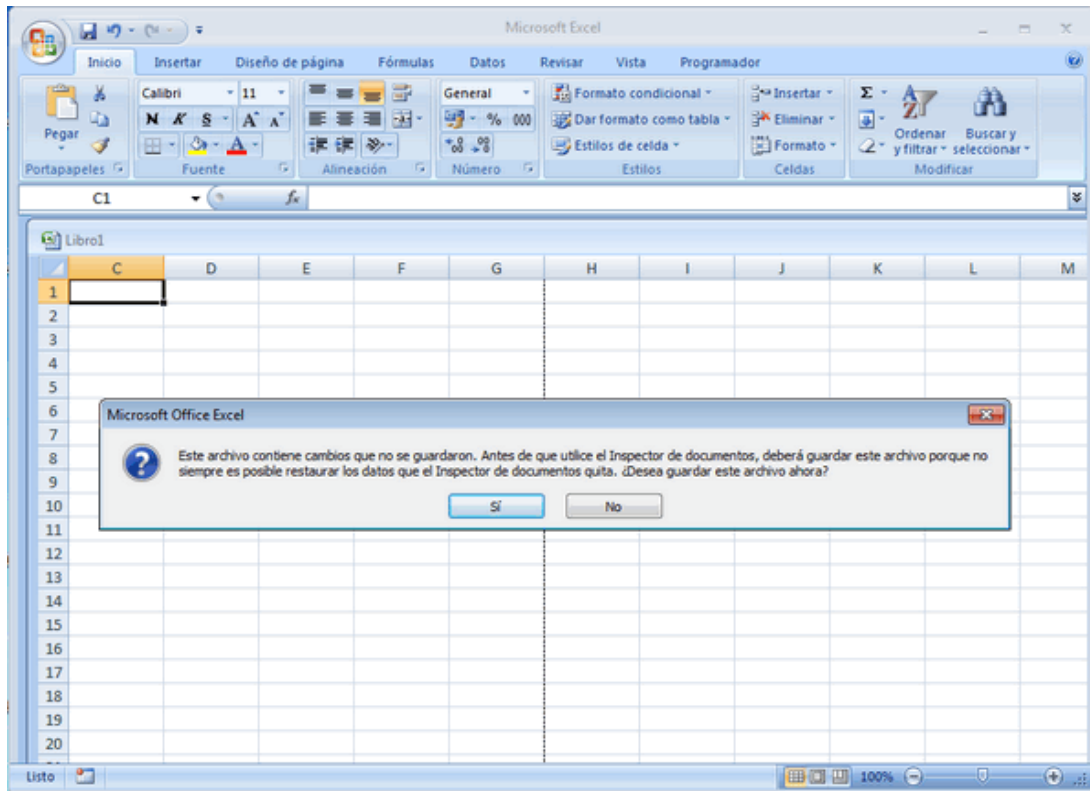 Microsoft Excel
Inicio Insertar Diseño de página Fórmulas Datos Revisar Vista Programador
Pegar
Portapapeles
Calibri 11
N K S A A
A
Fuente
Alineación
General
% 000
Número
Formato condicional
Dar formato como tabla
Estilos de celda
Estilos
Insertar
Eliminar
Formato
Celdas
Σ
Ordenar y filtrar
Buscar y seleccionar
Modificar
C1 fx
Libro1
C D E F G H I J K L M
1
2
3
4
5
6
7
8
9
10
11
12
13
14
15
16
17
18
19
20
Microsoft Office Excel
Este archivo contiene cambios que no se guardaron. Antes de que utilice el Inspector de documentos, deberá guardar este archivo porque no
siempre es posible restaurar los datos que el Inspector de documentos quita. ¿Desea guardar este archivo ahora?
Sí No
Listo 100%